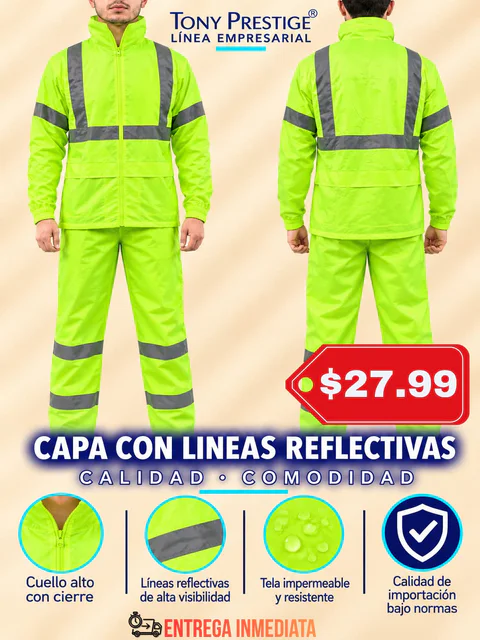 TONY PRESTIGE®
LÍNEA EMPRESARIAL
$27.99
CAPA CON LINEAS REFLECTIVAS
CALIDAD • COMODIDAD
Cuello alto
con cierre
Líneas reflectivas
de alta visibilidad
Tela impermeable
y resistente
Calidad de
importación
bajo normas
ENTREGA INMEDIATA